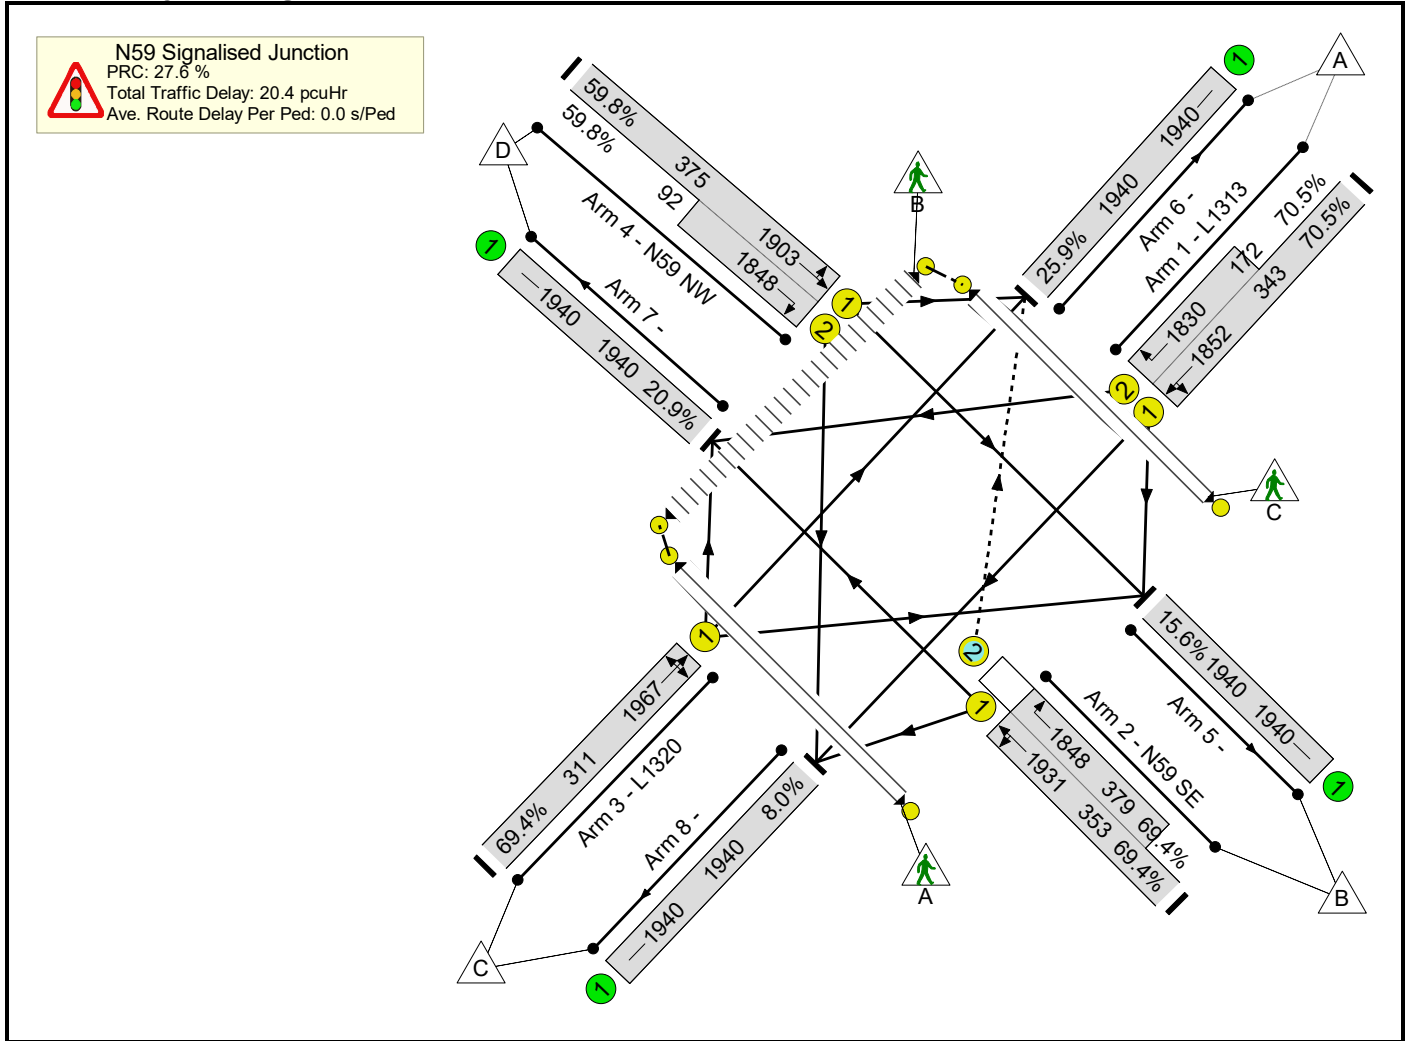 N59 Signalised Junction
PRC: 27.6 %
Total Traffic Delay: 20.4 pcuHr
Ave. Route Delay Per Ped: 0.0 s/Ped
A
B
C
D
A
B
C
1
59.8%
59.8%
375
92
1903
1848
1
2
Arm 4 - N59 NW
1
1940
1940
20.9%
Arm 7 -
1940
1940
25.9%
Arm 6 -
Arm 1 - L1313
70.5%
70.5%
172
343
1830
1852
2
1
1
1967
311
69.4%
Arm 3 - L1320
Arm 8 -
8.0%
1940
1940
1
2
1
1848
379
69.4%
1931
353
69.4%
Arm 2 - N59 SE
Arm 5 -
15.6%
1940
1940
1